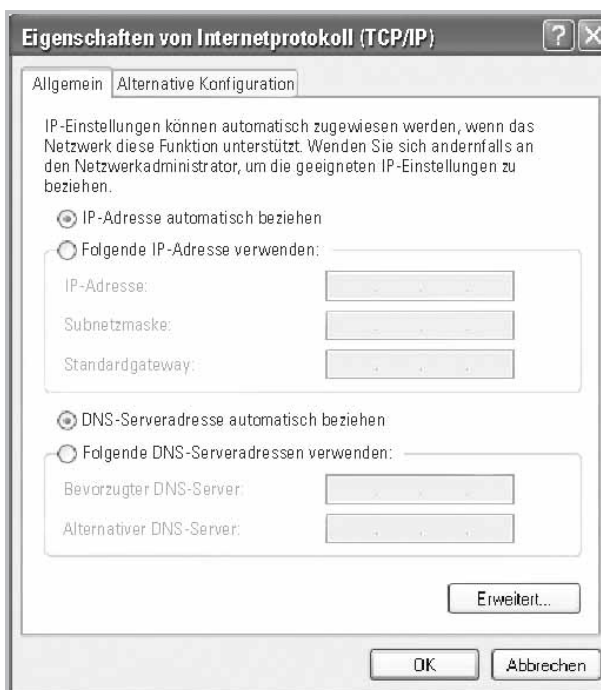 Eigenschaften von Internetprotokoll (TCP/IP)
Allgemein
Alternative Konfiguration
IP-Einstellungen können automatisch zugewiesen werden, wenn das
Netzwerk diese Funktion unterstützt. Wenden Sie sich andernfalls an
den Netzwerkadministrator, um die geeigneten IP-Einstellungen zu
beziehen.
IP-Adresse automatisch beziehen
Folgende IP-Adresse verwenden:
IP-Adresse:
Subnetzmaske:
Standardgateway:
DNS-Serveradresse automatisch beziehen
Folgende DNS-Serveradressen verwenden:
Bevorzugter DNS-Server:
Alternativer DNS-Server:
Erweitert...
OK
Abbrechen